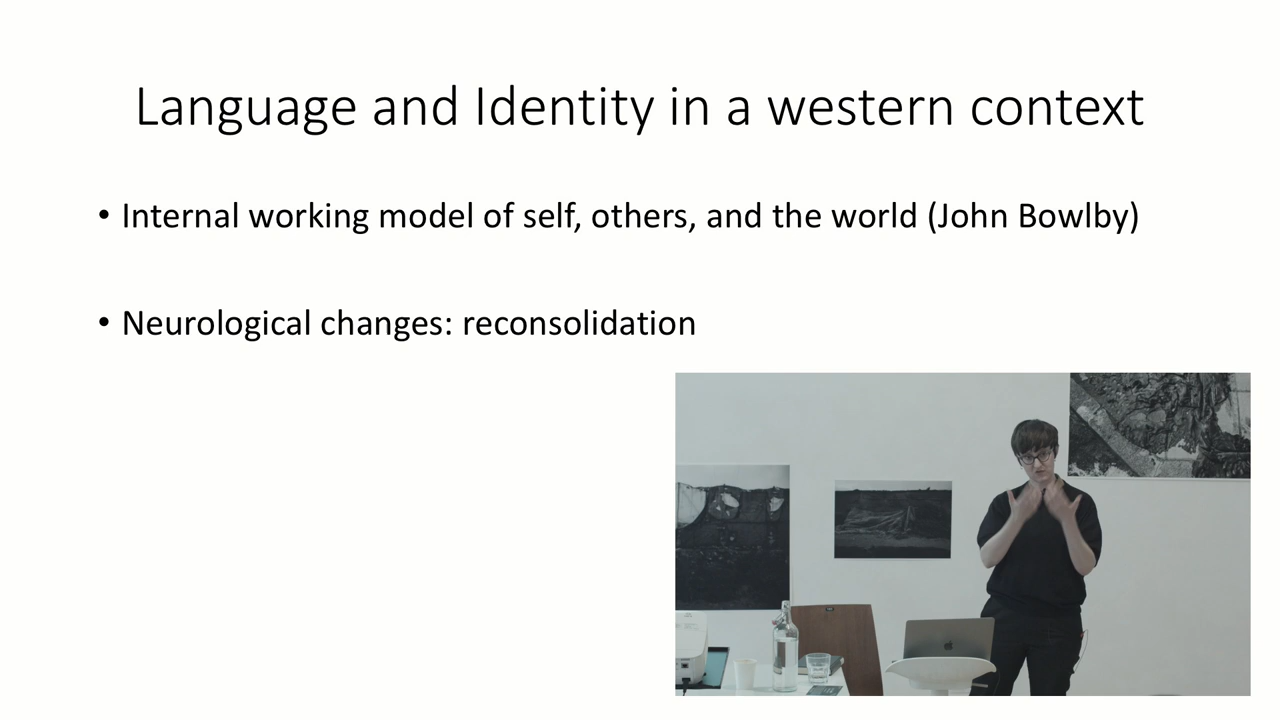 Language and Identity in a western context
• Internal working model of self, others, and the world (John Bowlby)
• Neurological changes: reconsolidation